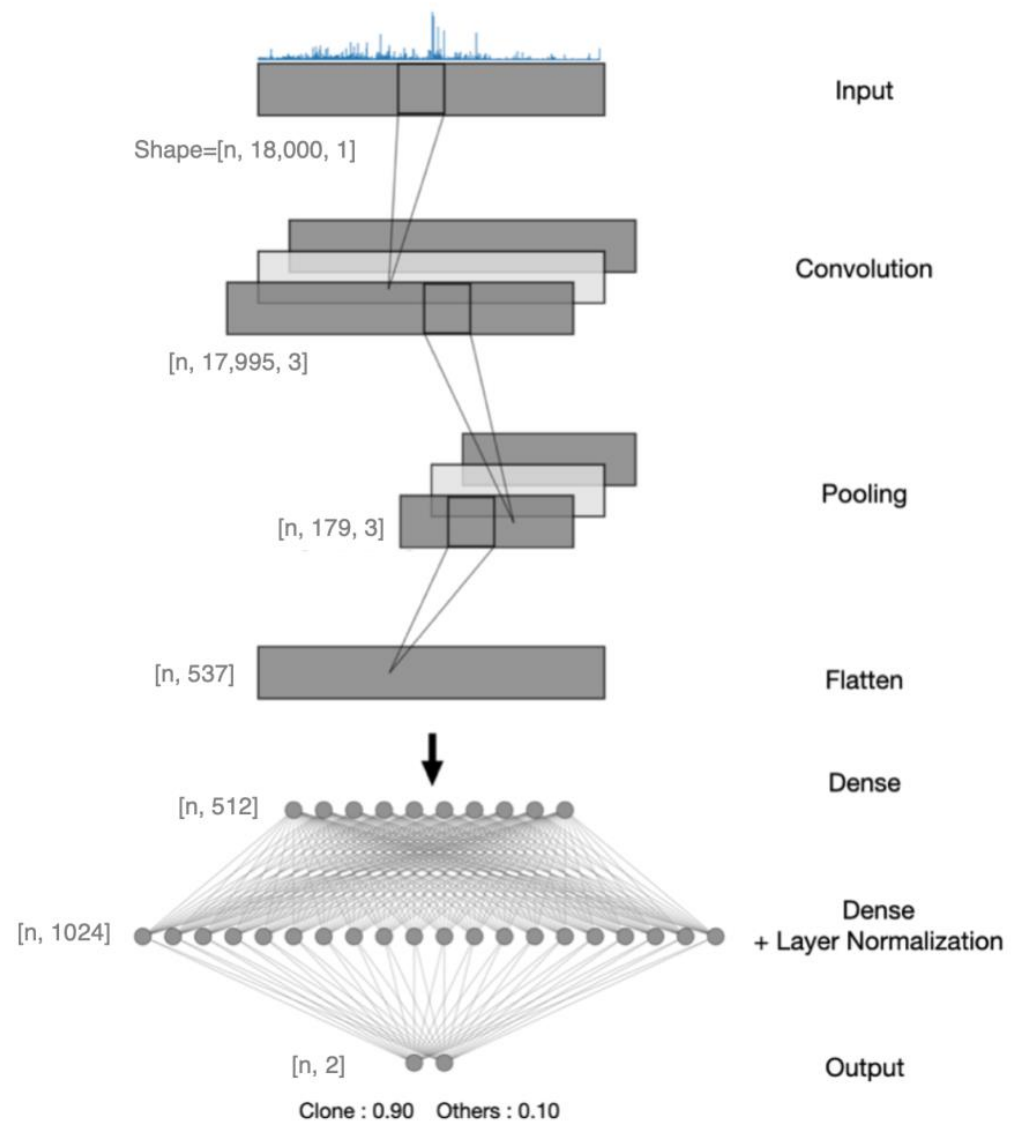 Input
Shape=[n, 18,000, 1]
Convolution
[n, 17,995, 3]
Pooling
[n, 179, 3]
[n, 537]
Flatten
Dense
[n, 512]
Dense
+ Layer Normalization
[n, 1024]
[n, 2]
Output
Clone : 0.90 Others : 0.10